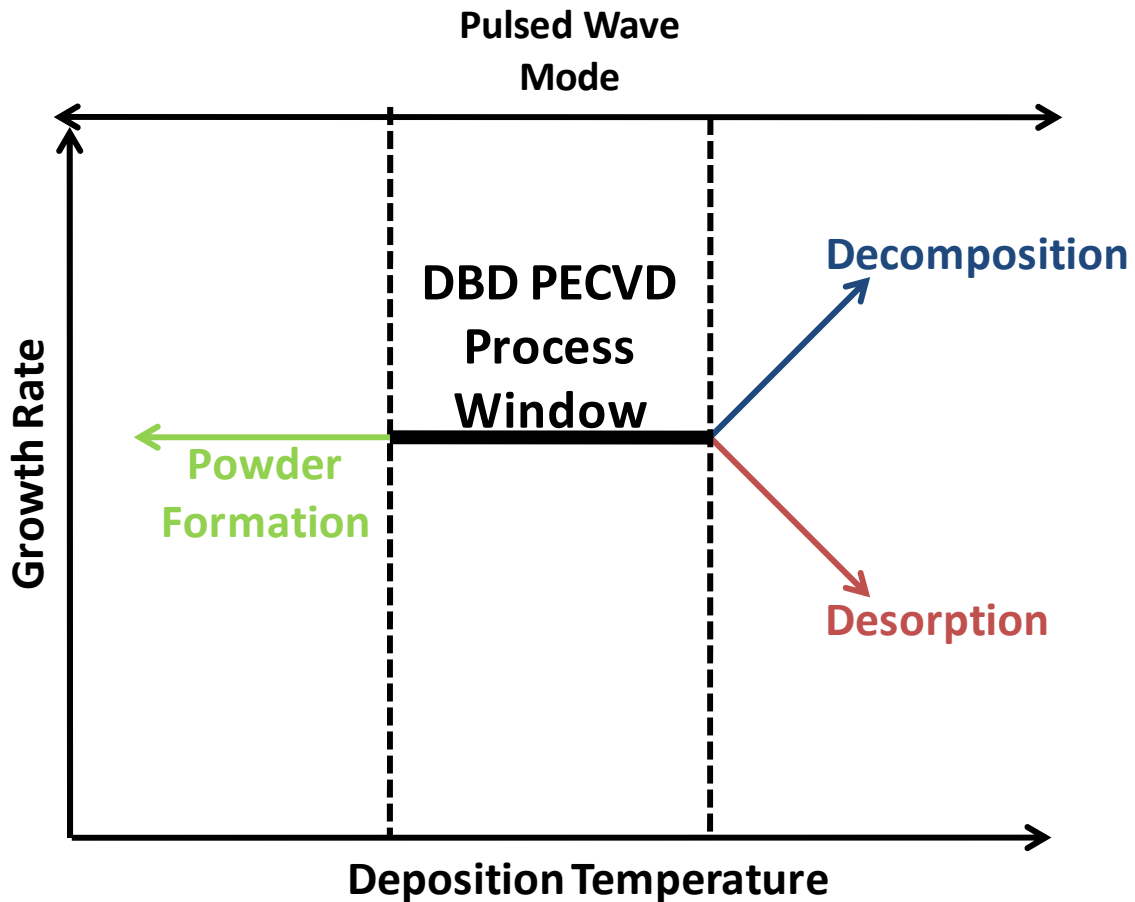 Pulsed Wave
Mode
Decomposition
DBD PECVD
Process
Window
Growth Rate
Powder
Formation
Desorption
Deposition Temperature